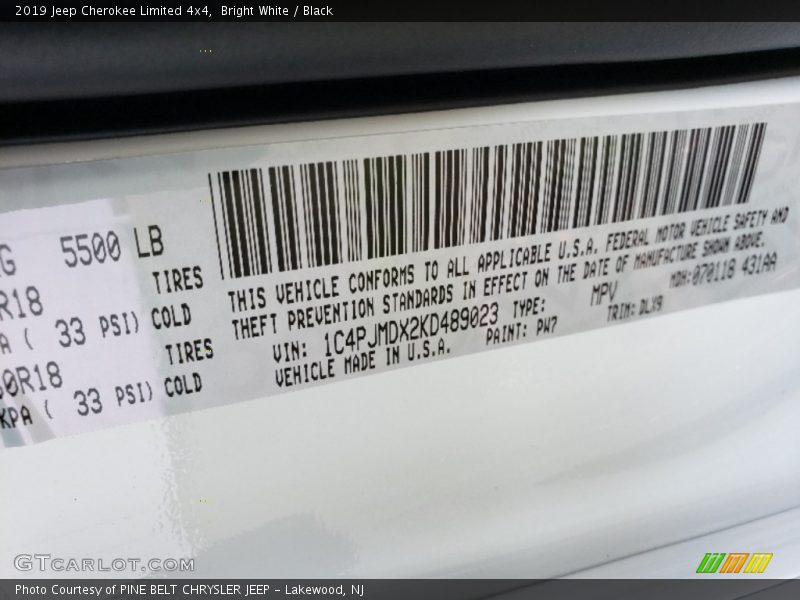 2019 Jeep Cherokee Limited 4x4, Bright White / Black
G 5500 LB
R18 TIRES
( 33 PSI) COLD
0R18 TIRES
KPA ( 33 PSI) COLD
THIS VEHICLE CONFORMS TO ALL APPLICABLE U.S.A. FEDERAL MOTOR VEHICLE SAFETY AND
THEFT PREVENTION STANDARDS IN EFFECT ON THE DATE OF MANUFACTURE SHOWN ABOVE.
VIN: 1C4PJMDX2KD489023 TYPE: MPV MDH:070118 431AA
VEHICLE MADE IN U.S.A. PAINT: PW7 TRIM: DLX9
GTCARLOT.COM
Photo Courtesy of PINE BELT CHRYSLER JEEP – Lakewood, NJ